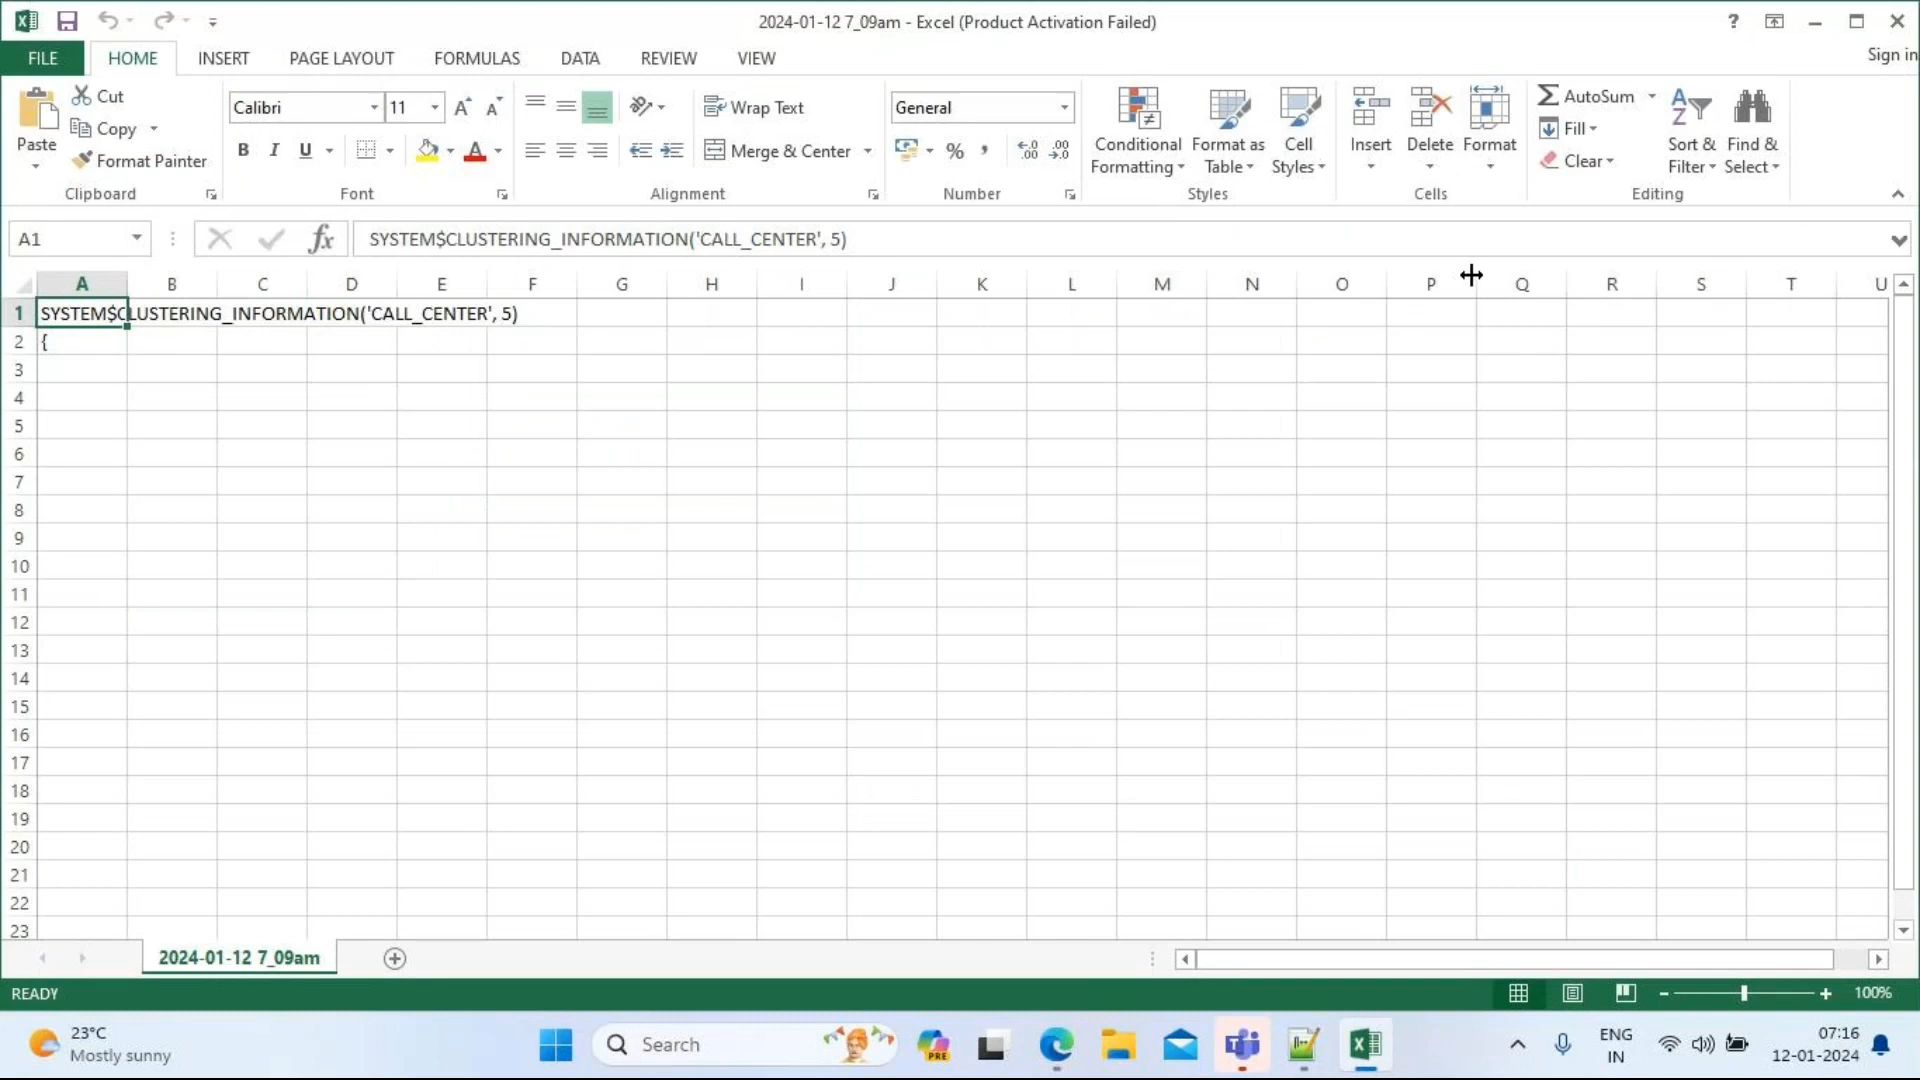 2024-01-12 7_09am - Excel (Product Activation Failed)
?
FILE HOME INSERT PAGE LAYOUT FORMULAS DATA REVIEW VIEW
Sign in
Paste
Cut
Copy
Format Painter
Clipboard
Calibri 11
B I U A
Font
Wrap Text
Merge & Center
Alignment
General
% ,
Number
Conditional Formatting
Format as Table
Cell Styles
Styles
Insert Delete Format
Cells
AutoSum
Fill
Clear
Sort & Filter
Find & Select
Editing
A1
fx
SYSTEM$CLUSTERING_INFORMATION('CALL_CENTER', 5)
A B C D E F G H I J K L M N O P Q R S T U
1 SYSTEM$CLUSTERING_INFORMATION('CALL_CENTER', 5)
2 {
3
4
5
6
7
8
9
10
11
12
13
14
15
16
17
18
19
20
21
22
23
2024-01-12 7_09am
READY
100%
23°C
Mostly sunny
Search
PRE
ENG
IN
07:16
12-01-2024